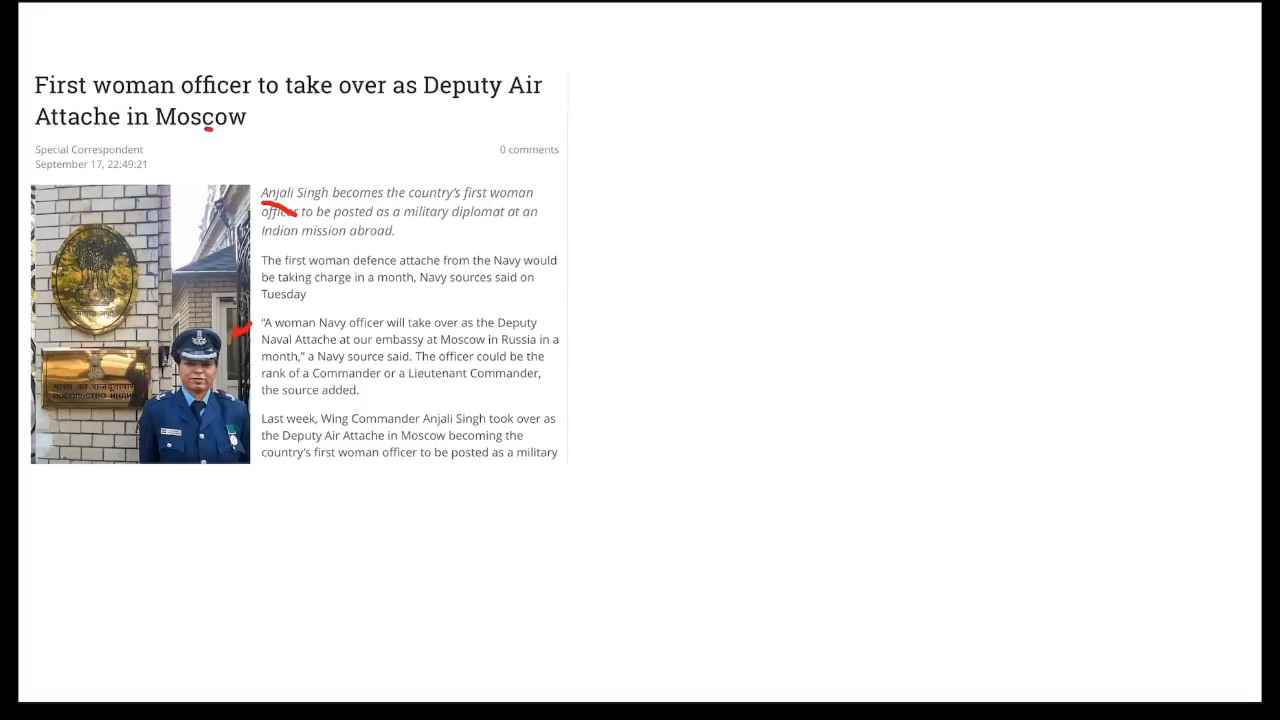 First woman officer to take over as Deputy Air
Attache in Moscow
Special Correspondent
0 comments
September 17, 22:49:21
Anjali Singh becomes the country's first woman
officer to be posted as a military diplomat at an
Indian mission abroad.
The first woman defence attache from the Navy would
be taking charge in a month, Navy sources said on
Tuesday
“A woman Navy officer will take over as the Deputy
Naval Attache at our embassy at Moscow in Russia in a
month,” a Navy source said. The officer could be the
rank of a Commander or a Lieutenant Commander,
the source added.
Last week, Wing Commander Anjali Singh took over as
the Deputy Air Attache in Moscow becoming the
country's first woman officer to be posted as a military
भारत का राजदूतावास
ПОСОЛЬСТВО ИНДИИ